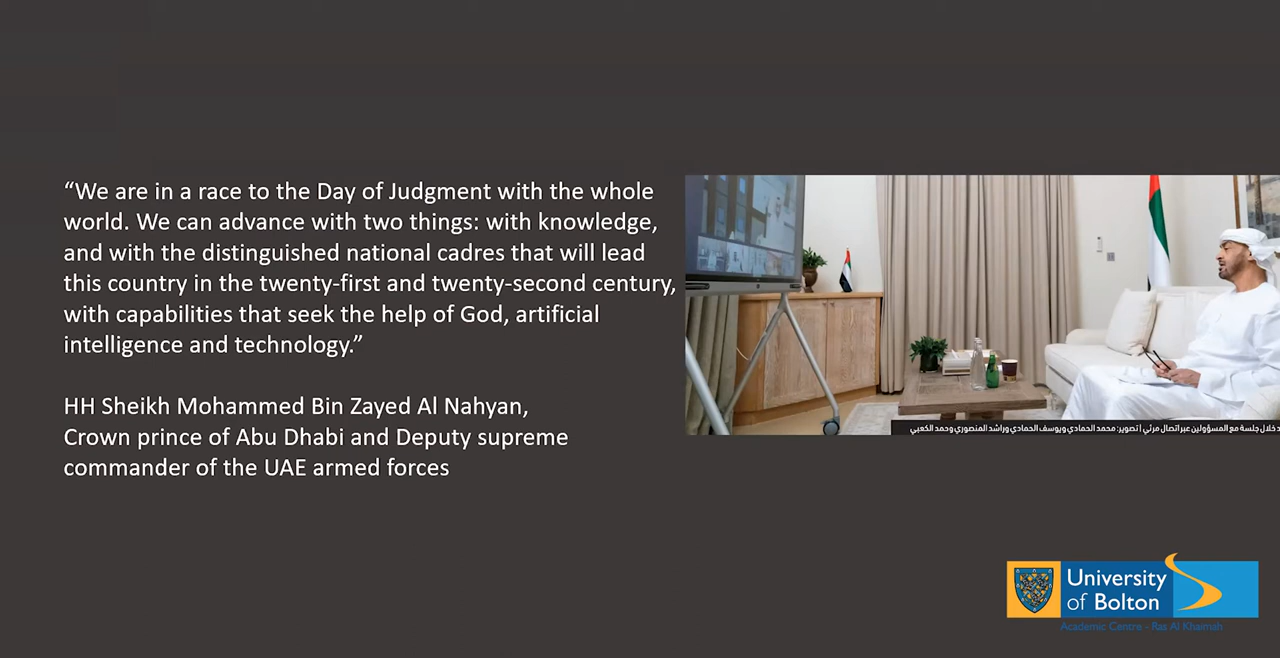 “We are in a race to the Day of Judgment with the whole
world. We can advance with two things: with knowledge,
and with the distinguished national cadres that will lead
this country in the twenty-first and twenty-second century,
with capabilities that seek the help of God, artificial
intelligence and technology.”
HH Sheikh Mohammed Bin Zayed Al Nahyan,
Crown prince of Abu Dhabi and Deputy supreme
commander of the UAE armed forces
خلال جلسة مع المسؤولين عبر اتصال مرئي | تصوير: محمد الحمادي ويوسف الحمادي وراشد المنصوري وحمد الكعبي
University
of Bolton
Academic Centre - Ras Al Khaimah